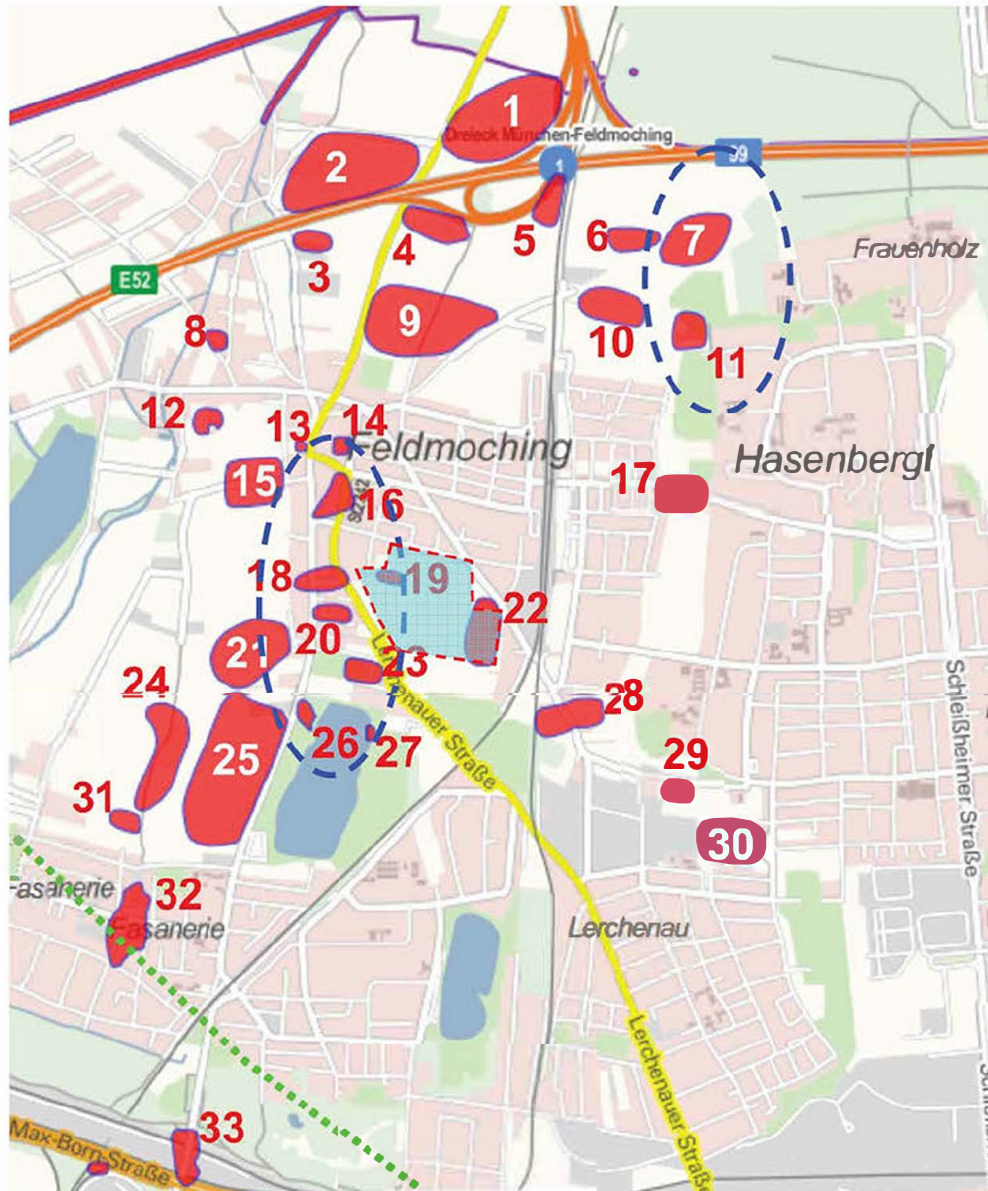 1
Dreieck München-Feldmoching
2
99
1
7
6
4
5
Frauenholz
3
E52
9
8
10
11
12
13
14
Feldmoching
Hasenbergl
15
17
16
18
19
22
20
21
23
Lerchenauer Straße
24
28
Schleißheimer Straße
25
26
27
29
31
30
Fasanerie
32
Fasanerie
Lerchenau
Lerchenauer Straße
33
Max-Born-Straße